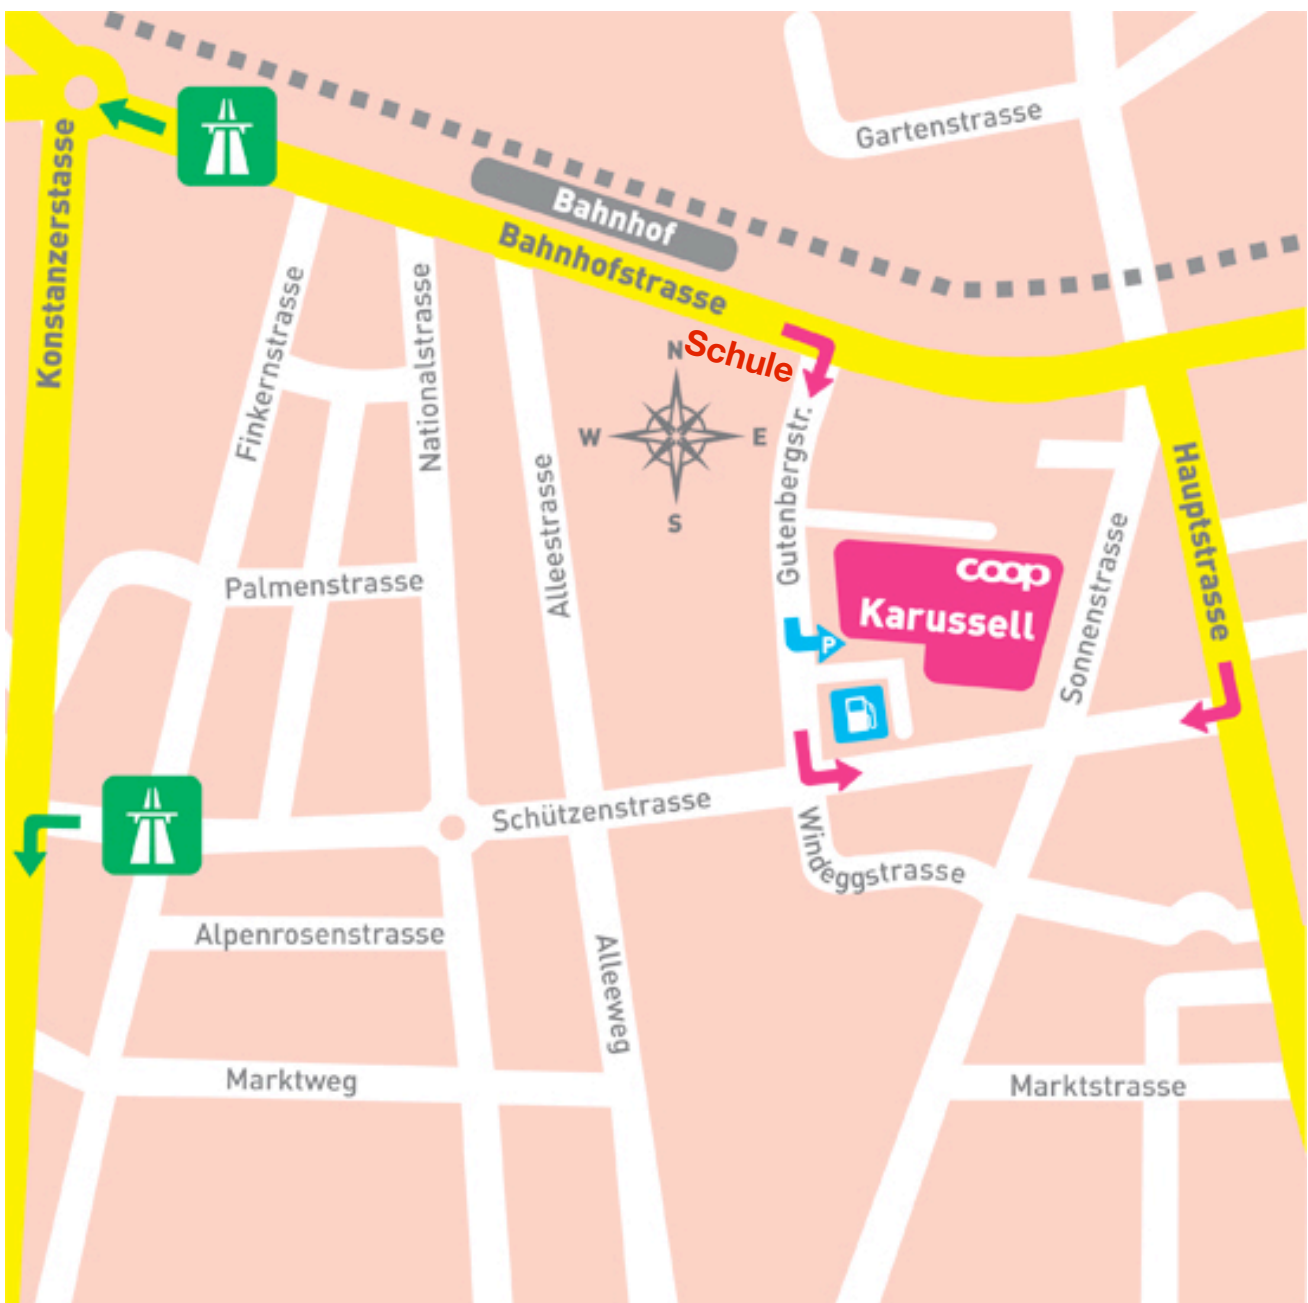 Gartenstrasse
Konstanzerstasse
Bahnhof
Bahnhofstrasse
Schule
N
W
E
S
Finkernstrasse
Nationalstrasse
Alleestrasse
Gutenbergstr.
Hauptstrasse
Sonnenstrasse
coop
Karussell
P
Palmenstrasse
Schützenstrasse
Windeggstrasse
Alpenrosenstrasse
Alleeweg
Marktweg
Marktstrasse